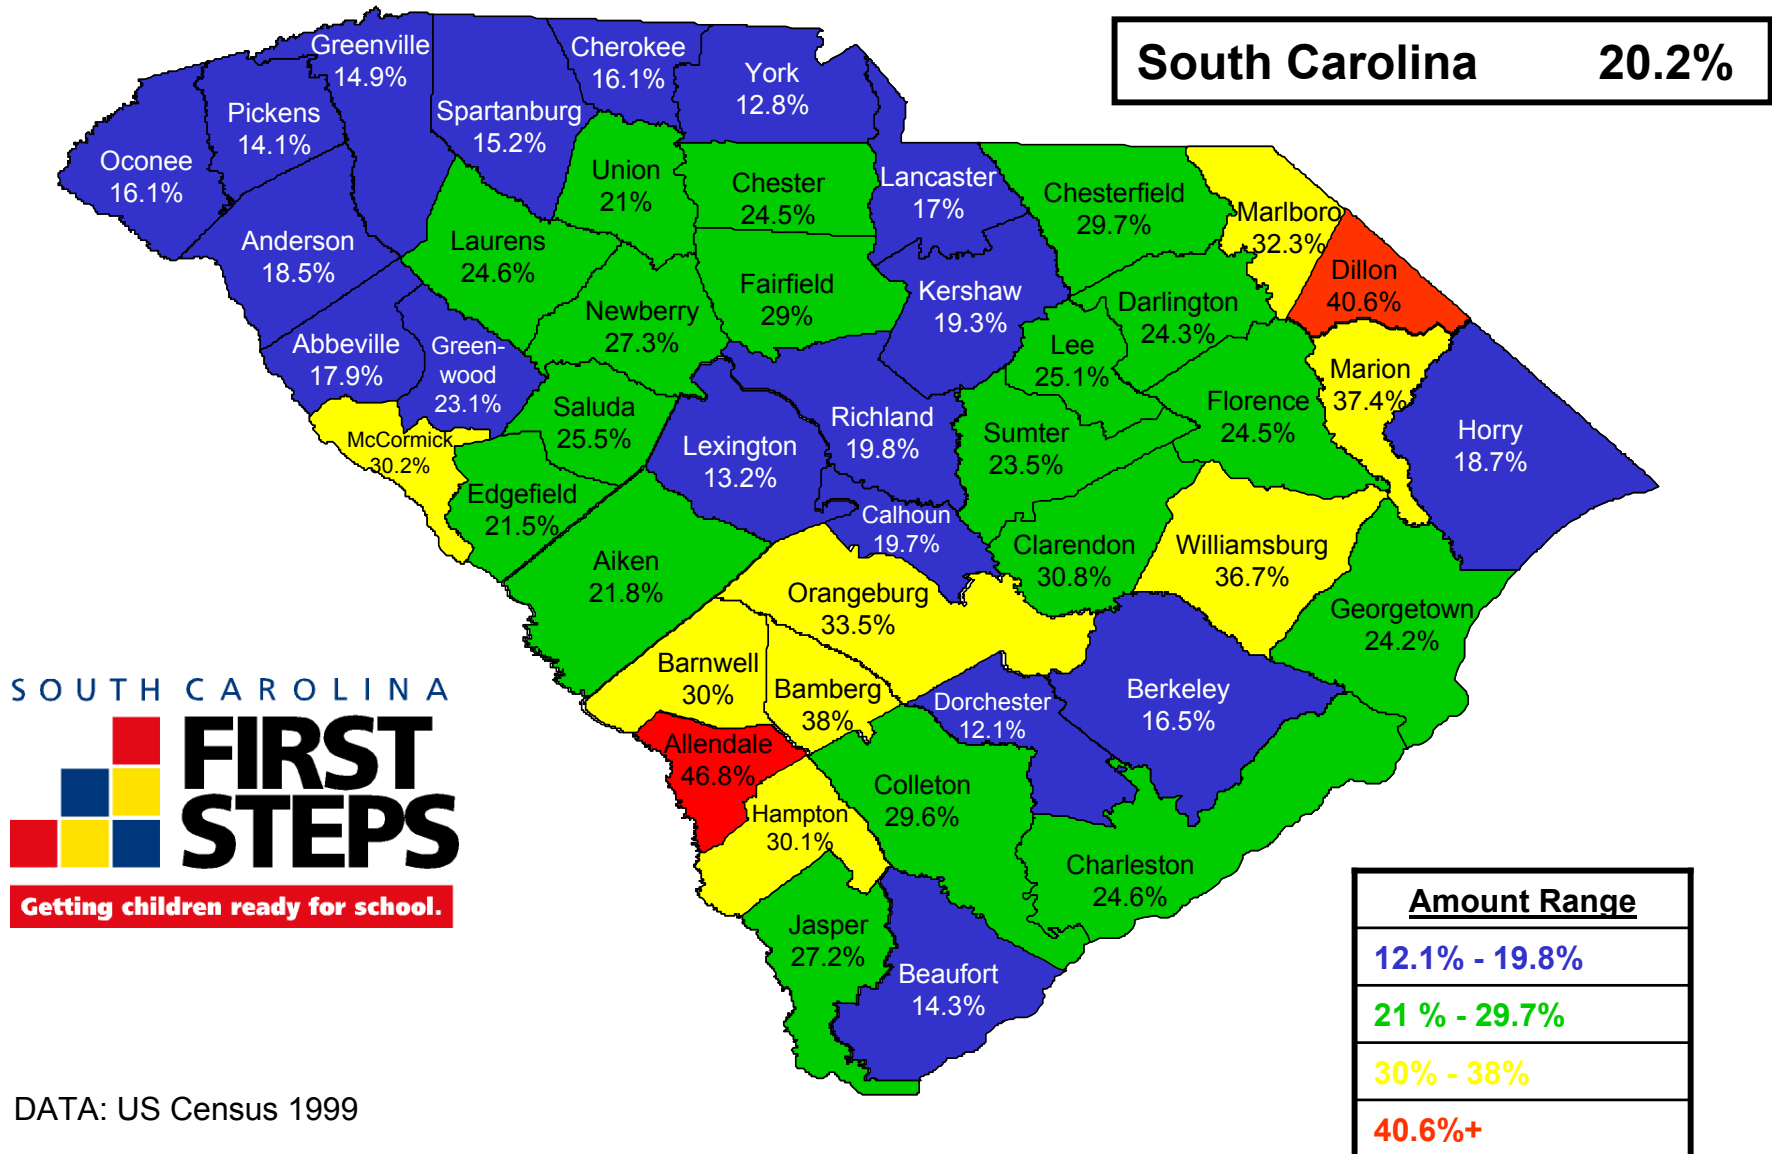 South Carolina 20.2%
Greenville
14.9%
Cherokee
16.1%
York
12.8%
Pickens
14.1%
Spartanburg
15.2%
Oconee
16.1%
Union
21%
Chester
24.5%
Lancaster
17%
Chesterfield
29.7%
Marlboro
32.3%
Anderson
18.5%
Laurens
24.6%
Dillon
40.6%
Fairfield
29%
Kershaw
19.3%
Darlington
24.3%
Newberry
27.3%
Abbeville
17.9%
Green-
wood
23.1%
Lee
25.1%
Marion
37.4%
Saluda
25.5%
Richland
19.8%
Florence
24.5%
McCormick
30.2%
Lexington
13.2%
Sumter
23.5%
Horry
18.7%
Edgefield
21.5%
Calhoun
19.7%
Aiken
21.8%
Clarendon
30.8%
Williamsburg
36.7%
Orangeburg
33.5%
Georgetown
24.2%
Barnwell
30%
Bamberg
38%
Dorchester
12.1%
Berkeley
16.5%
Allendale
46.8%
Colleton
29.6%
Hampton
30.1%
Charleston
24.6%
Jasper
27.2%
Beaufort
14.3%
SOUTH CAROLINA
FIRST
STEPS
Getting children ready for school.
Amount Range
12.1% - 19.8%
21 % - 29.7%
30% - 38%
40.6%+
DATA: US Census 1999